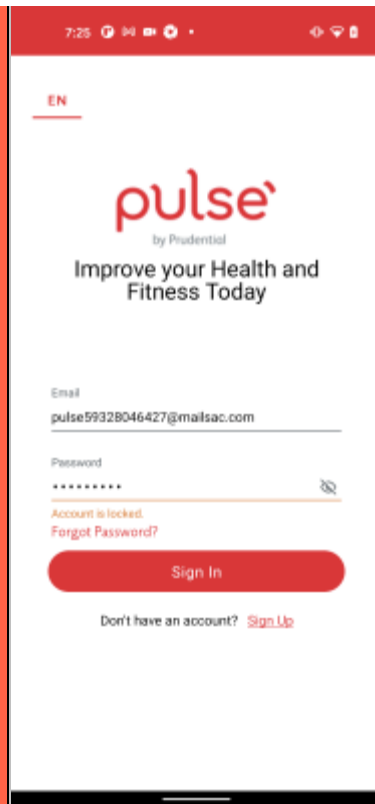 7:25
EN
pulse
by Prudential
Improve your Health and
Fitness Today
Email
pulse59328046427@mailsac.com
Password
Account is locked.
Forgot Password?
Sign In
Don't have an account? Sign Up